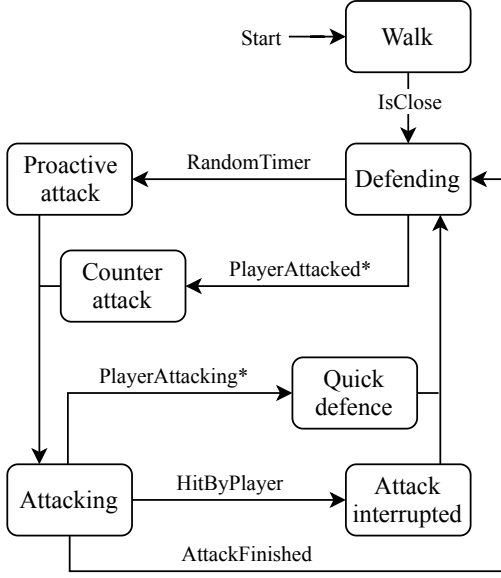 Start
Walk
IsClose
Proactive
attack
RandomTimer
Defending
Counter
attack
PlayerAttacked*
PlayerAttacking*
Quick
defence
Attacking
HitByPlayer
Attack
interrupted
AttackFinished